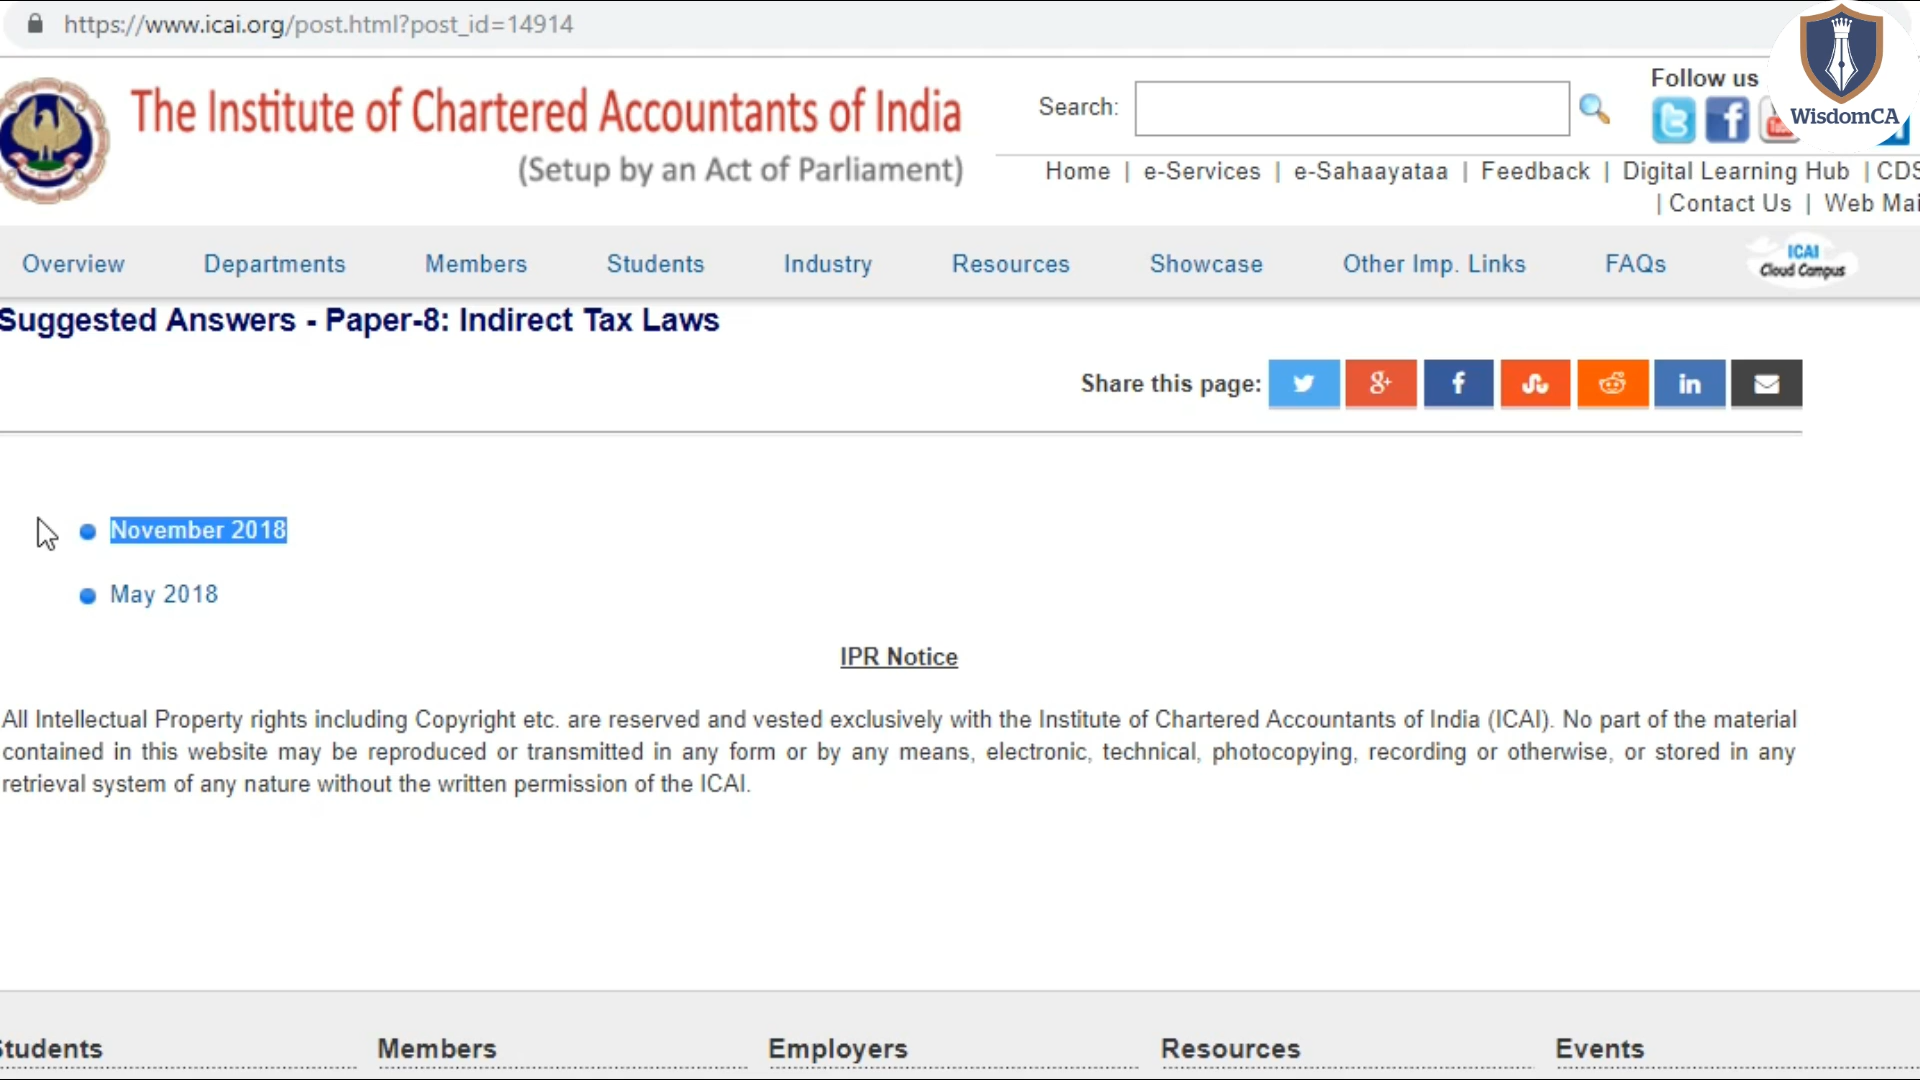 https://www.icai.org/post.html?post_id=14914
The Institute of Chartered Accountants of India
(Setup by an Act of Parliament)
Search:
Follow us
WisdomCA
Home | e-Services | e-Sahaayataa | Feedback | Digital Learning Hub | CDS
| Contact Us | Web Mai
Overview Departments Members Students Industry Resources Showcase Other Imp. Links FAQs ICAI
Cloud Campus
Suggested Answers - Paper-8: Indirect Tax Laws
Share this page:
November 2018
May 2018
IPR Notice
All Intellectual Property rights including Copyright etc. are reserved and vested exclusively with the Institute of Chartered Accountants of India (ICAI). No part of the material
contained in this website may be reproduced or transmitted in any form or by any means, electronic, technical, photocopying, recording or otherwise, or stored in any
retrieval system of any nature without the written permission of the ICAI.
Students Members Employers Resources Events